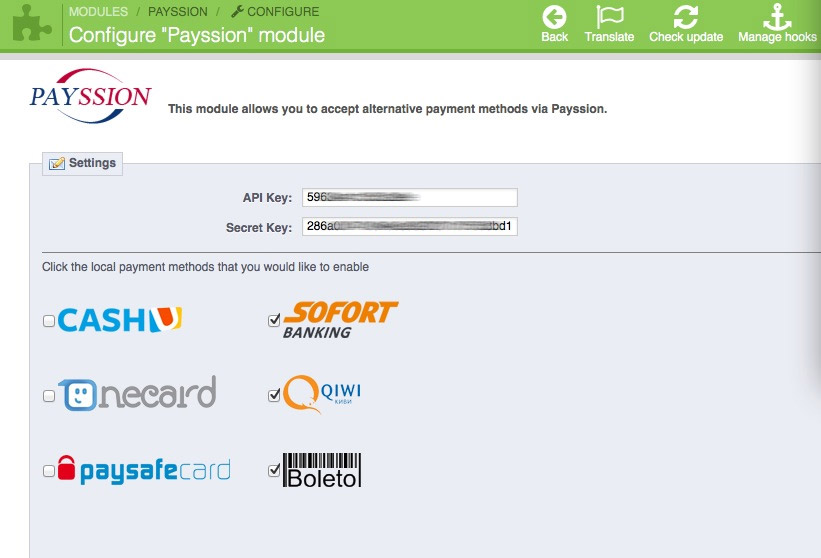 MODULES / PAYSSION / CONFIGURE
Configure "Payssion" module
Back
Translate
Check update
Manage hooks
PAYSSION
This module allows you to accept alternative payment methods via Payssion.
Settings
API Key: 596
Secret Key: 286a bd1
Click the local payment methods that you would like to enable
CASHU
SOFORT
BANKING
onecard
QIWI
КИВИ
paysafecard
Boleto